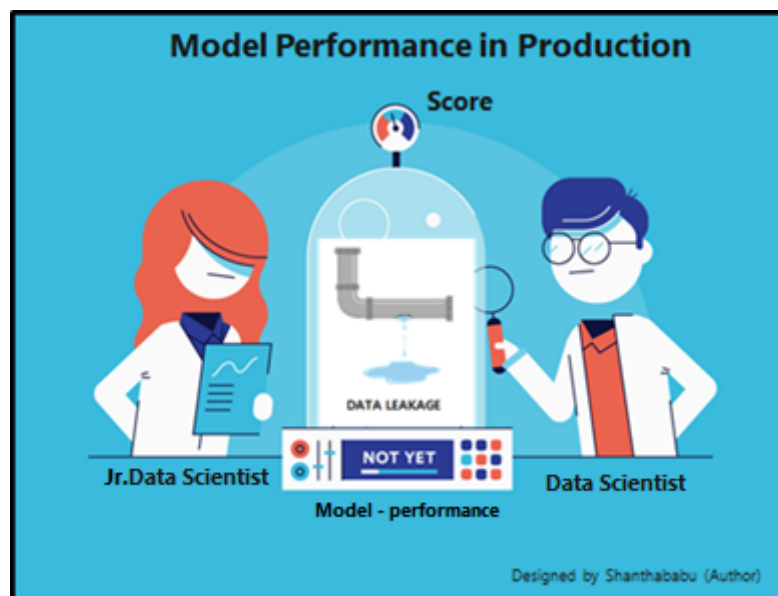 Model Performance in Production
Score
DATA LEAKAGE
NOT YET
Jr.Data Scientist
Data Scientist
Model - performance
Designed by Shanthababu (Author)